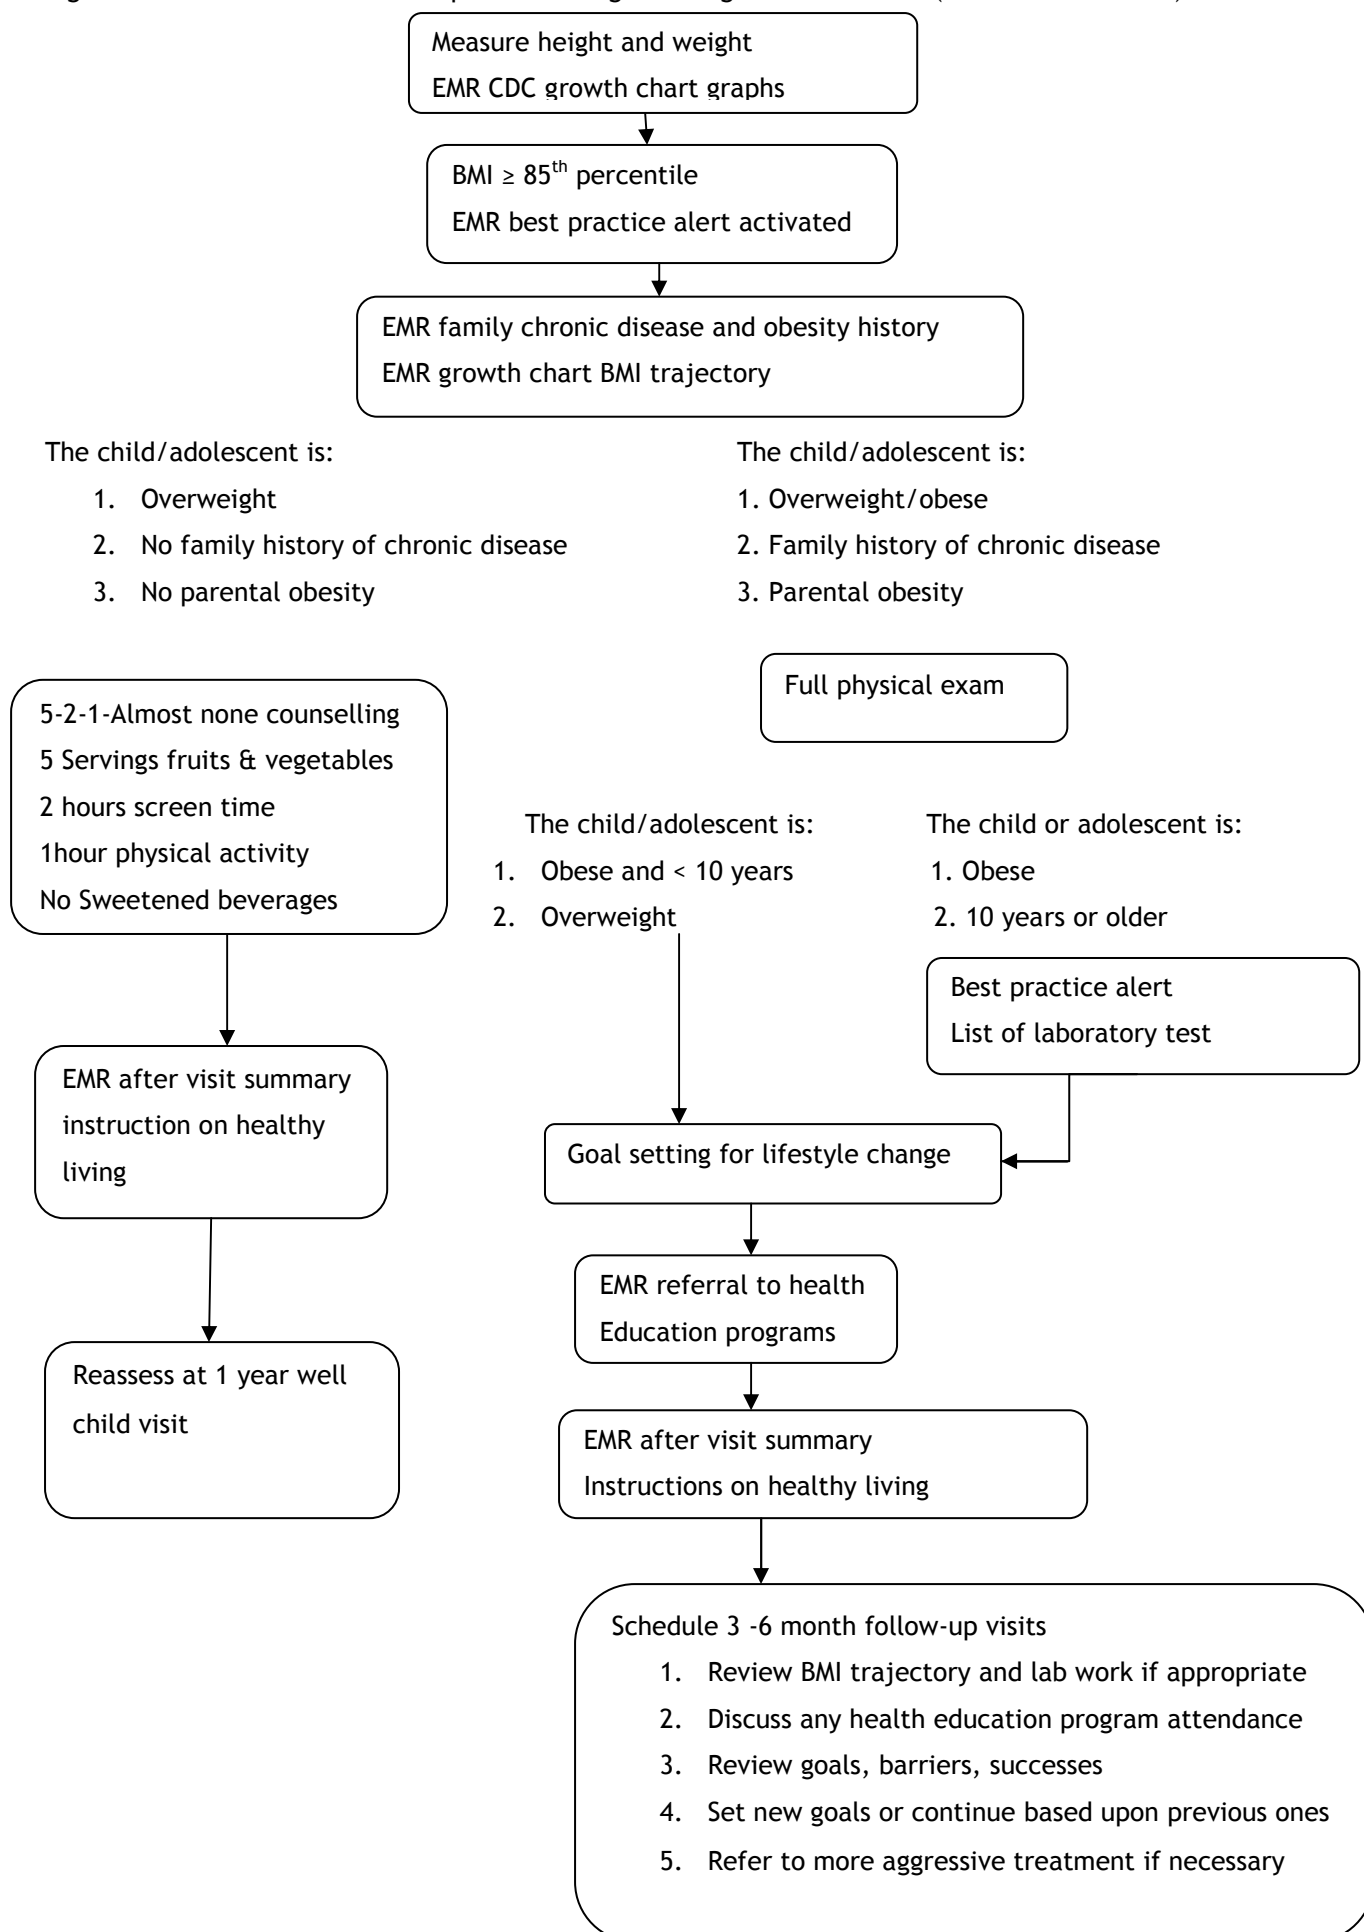 Measure height and weight
EMR CDC growth chart graphs
BMI ≥ 85th percentile
EMR best practice alert activated
EMR family chronic disease and obesity history
EMR growth chart BMI trajectory
The child/adolescent is:
1. Overweight
2. No family history of chronic disease
3. No parental obesity
The child/adolescent is:
1. Overweight/obese
2. Family history of chronic disease
3. Parental obesity
5-2-1-Almost none counselling
5 Servings fruits & vegetables
2 hours screen time
1hour physical activity
No Sweetened beverages
EMR after visit summary
instruction on healthy
living
Reassess at 1 year well
child visit
Full physical exam
The child/adolescent is:
1. Obese and < 10 years
2. Overweight
The child or adolescent is:
1. Obese
2. 10 years or older
Best practice alert
List of laboratory test
Goal setting for lifestyle change
EMR referral to health
Education programs
EMR after visit summary
Instructions on healthy living
Schedule 3 -6 month follow-up visits
1. Review BMI trajectory and lab work if appropriate
2. Discuss any health education program attendance
3. Review goals, barriers, successes
4. Set new goals or continue based upon previous ones
5. Refer to more aggressive treatment if necessary